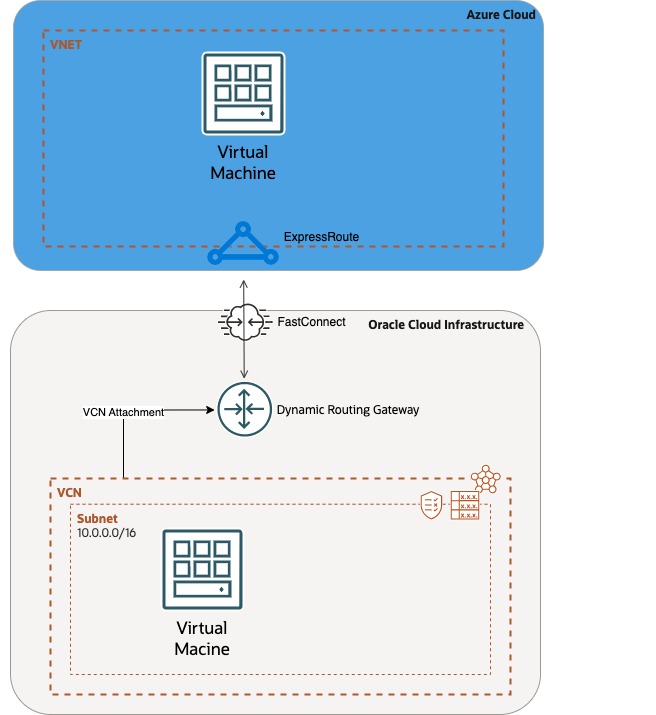 Azure Cloud
VNET
Virtual
Machine
ExpressRoute
FastConnect
Oracle Cloud Infrastructure
VCN Attachment
Dynamic Routing Gateway
VCN
x.x.x.
x.x.x.
x.x.x.
Subnet
10.0.0.0/16
Virtual
Macine